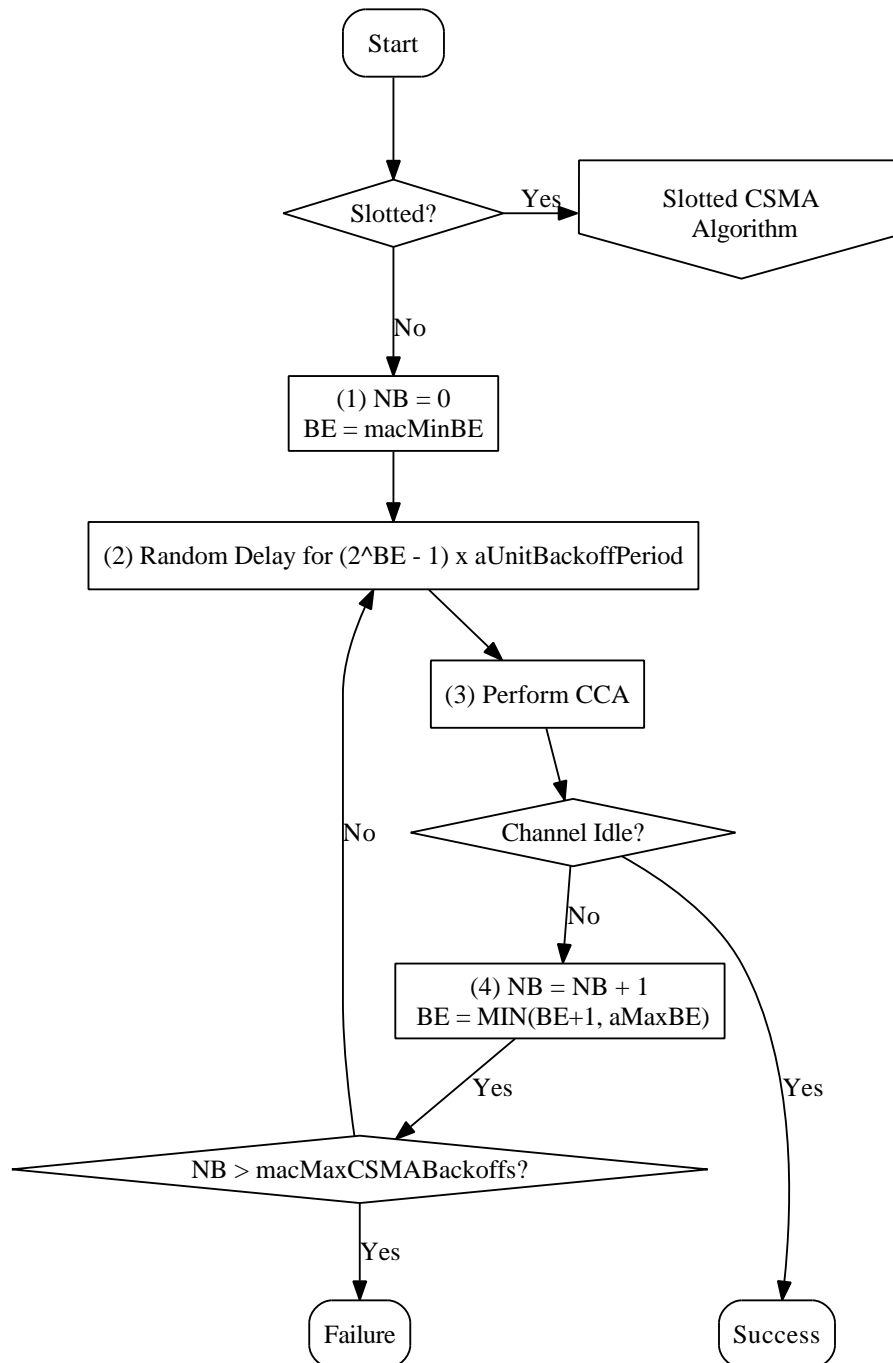 Start
Slotted?
Yes
Slotted CSMA
Algorithm
No
(1) NB = 0
BE = macMinBE
(2) Random Delay for (2^BE - 1) x aUnitBackoffPeriod
(3) Perform CCA
Channel Idle?
No
No
(4) NB = NB + 1
BE = MIN(BE+1, aMaxBE)
Yes
Yes
NB > macMaxCSMABackoffs?
Yes
Failure
Success